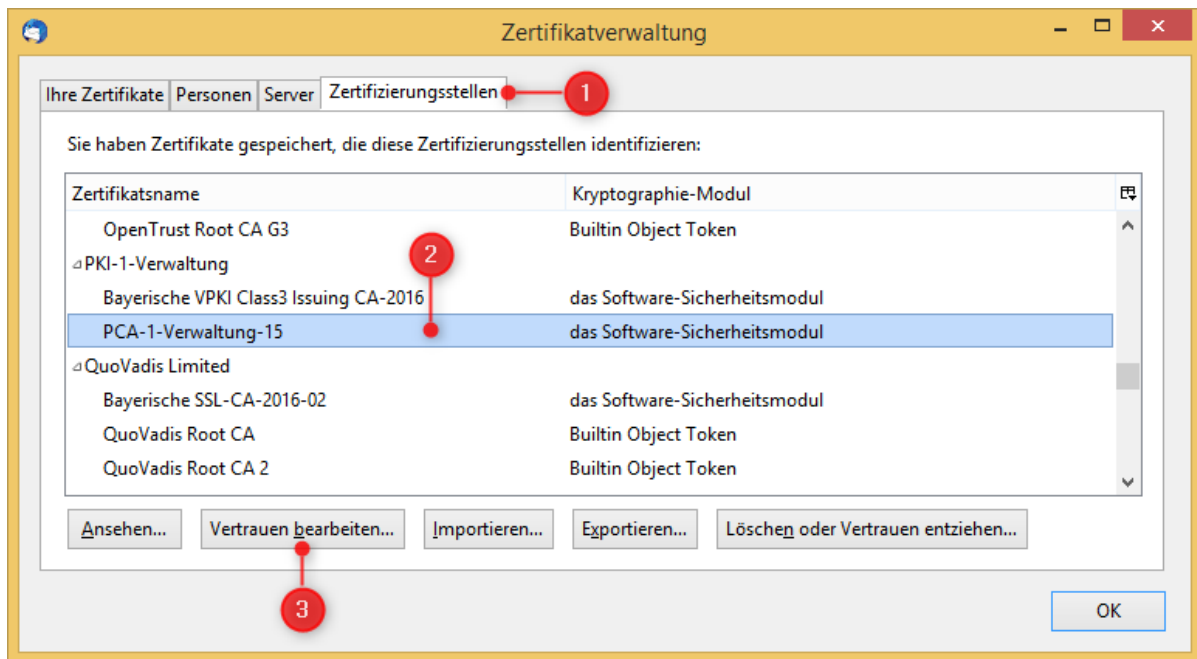 Zertifikatverwaltung
Ihre Zertifikate Personen Server Zertifizierungsstellen 1
Sie haben Zertifikate gespeichert, die diese Zertifizierungsstellen identifizieren:
Zertifikatsname Kryptographie-Modul
OpenTrust Root CA G3 Builtin Object Token
2
PKI-1-Verwaltung
Bayerische VPKI Class3 Issuing CA-2016 das Software-Sicherheitsmodul
PCA-1-Verwaltung-15 das Software-Sicherheitsmodul
QuoVadis Limited
Bayerische SSL-CA-2016-02 das Software-Sicherheitsmodul
QuoVadis Root CA Builtin Object Token
QuoVadis Root CA 2 Builtin Object Token
Ansehen... Vertrauen bearbeiten... Importieren... Exportieren... Löschen oder Vertrauen entziehen...
3
OK